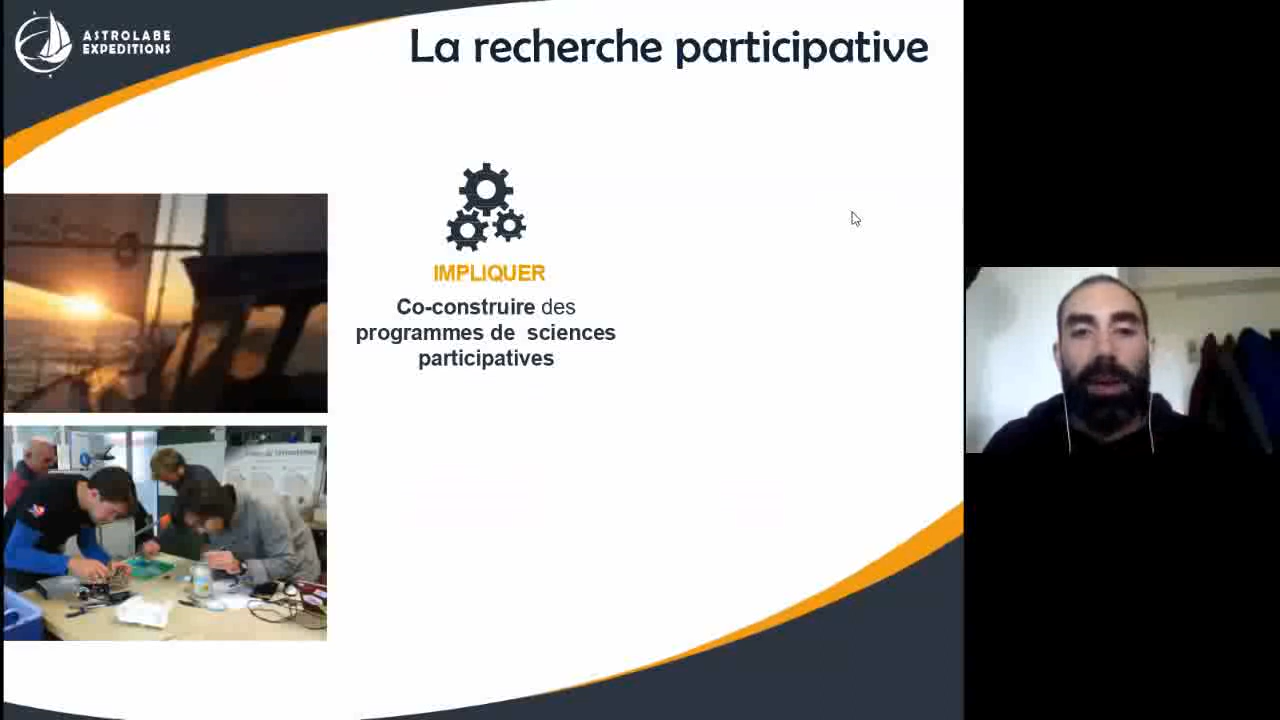 ASTROLABE
EXPEDITIONS
La recherche participative
IMPLIQUER
Co-construire des
programmes de sciences
participatives